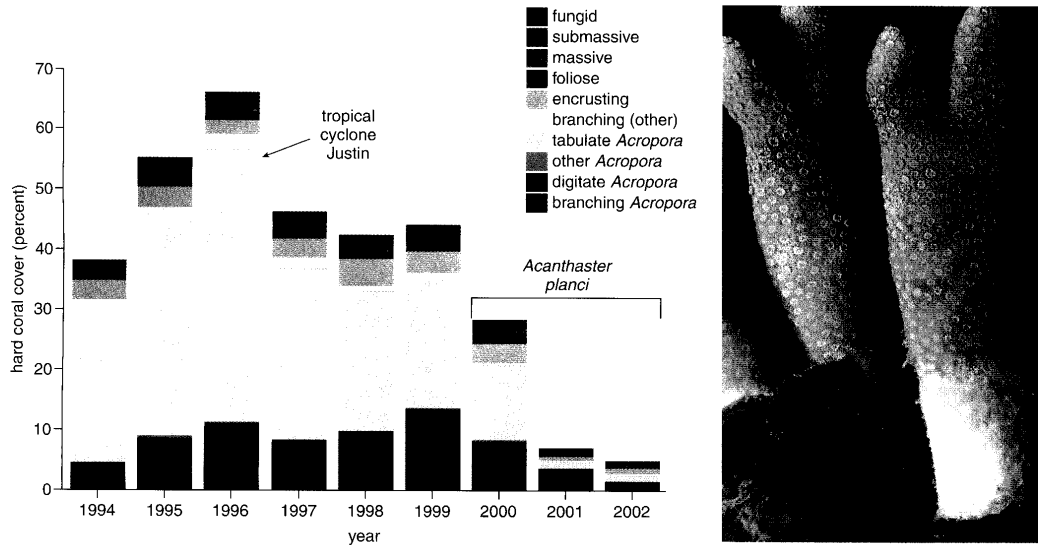 fungid
submassive
massive
foliose
encrusting
branching (other)
tabulate Acropora
other Acropora
digitate Acropora
branching Acropora
70
60
50
40
30
20
10
0
hard coral cover (percent)
tropical
cyclone
Justin
Acanthaster
planci
1994
1995
1996
1997
1998
1999
2000
2001
2002
year